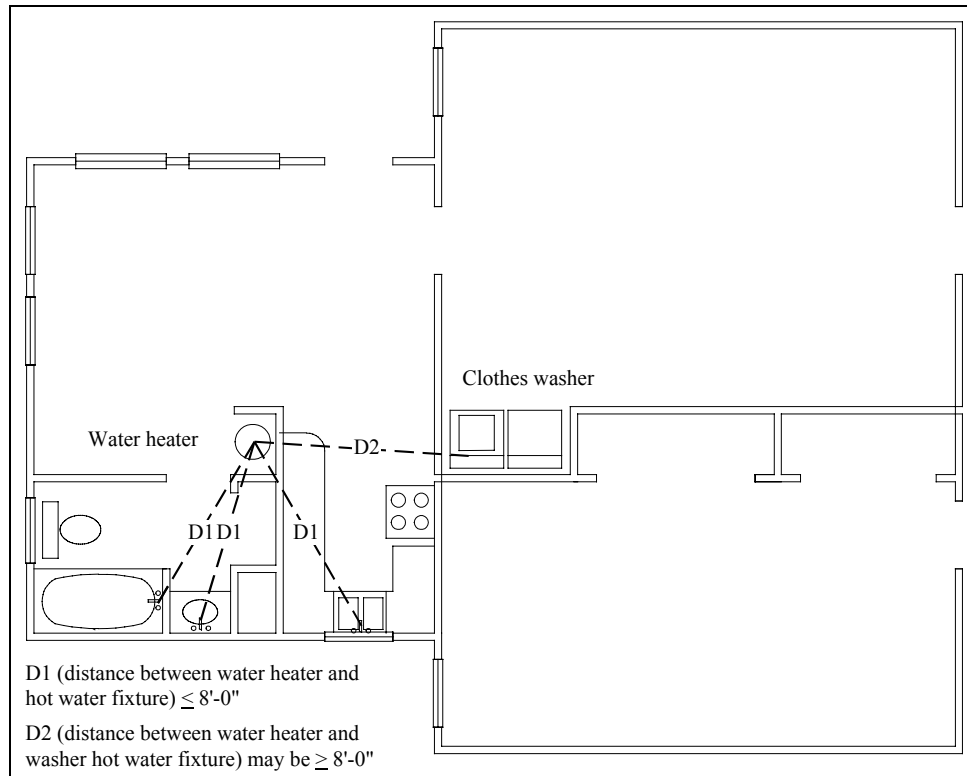 Clothes washer
Water heater
D2
D1 D1
D1
D1 (distance between water heater and
hot water fixture) ≤ 8'-0"
D2 (distance between water heater and
washer hot water fixture) may be ≥ 8'-0"